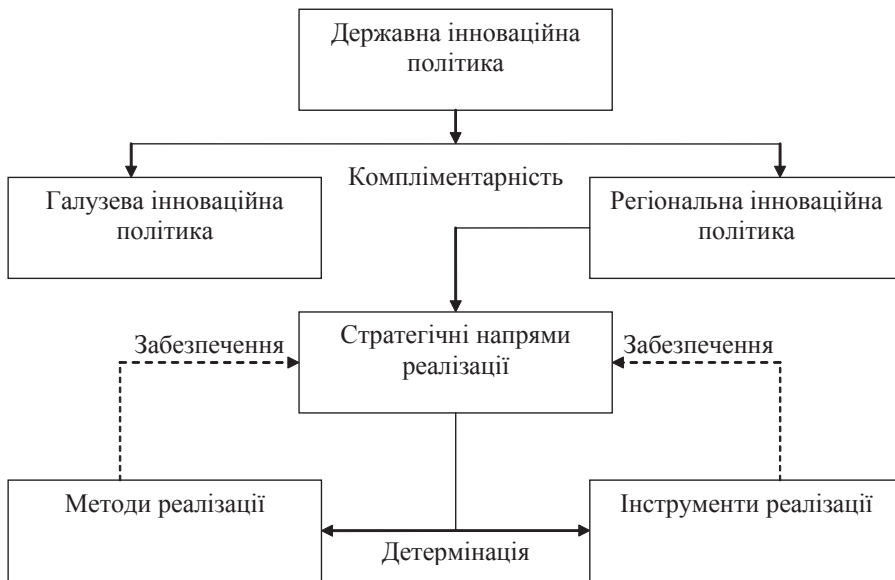 Державна інноваційна
політика
Компліментарність
Галузева інноваційна
політика
Регіональна інноваційна
політика
Стратегічні напрями
реалізації
Забезпечення
Забезпечення
Методи реалізації
Інструменти реалізації
Детермінація